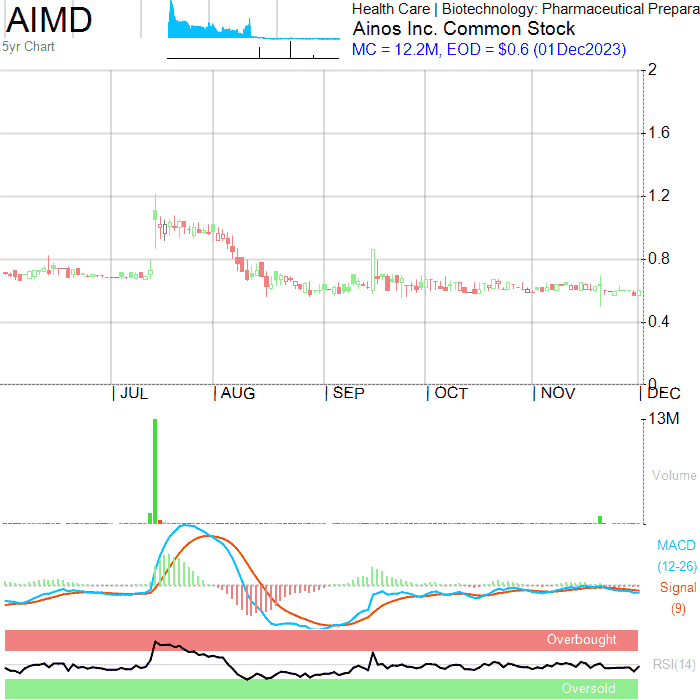 AIMD
5yr Chart
Health Care | Biotechnology: Pharmaceutical Prepara
Ainos Inc. Common Stock
MC = 12.2M, EOD = $0.6 (01Dec2023)
2
1.6
1.2
0.8
0.4
0
| JUL | AUG | SEP | OCT | NOV | DEC
13M
Volume
MACD
(12-26)
Signal
(9)
Overbought
RSI(14)
Oversold